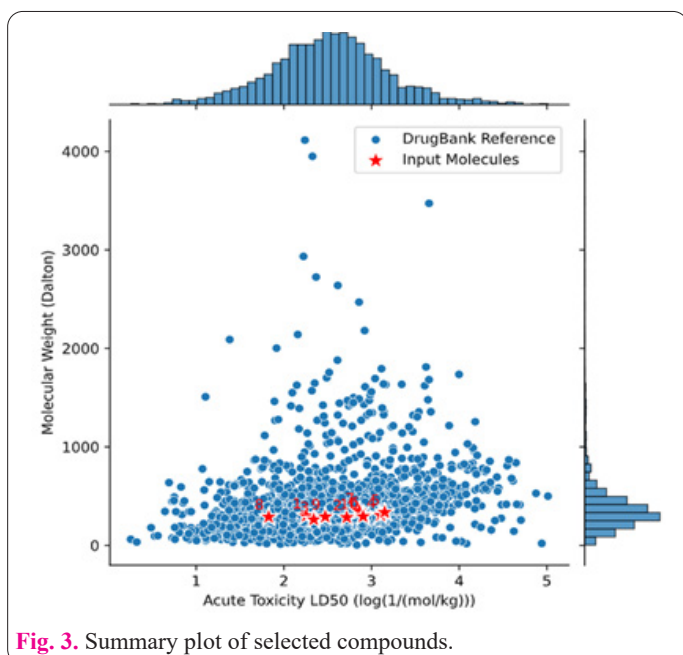 DrugBank Reference
Input Molecules
4000
3000
2000
1000
0
Molecular Weight (Dalton)
1 2 3 4 5
Acute Toxicity LD50 (log(1/(mol/kg)))
Fig. 3. Summary plot of selected compounds.